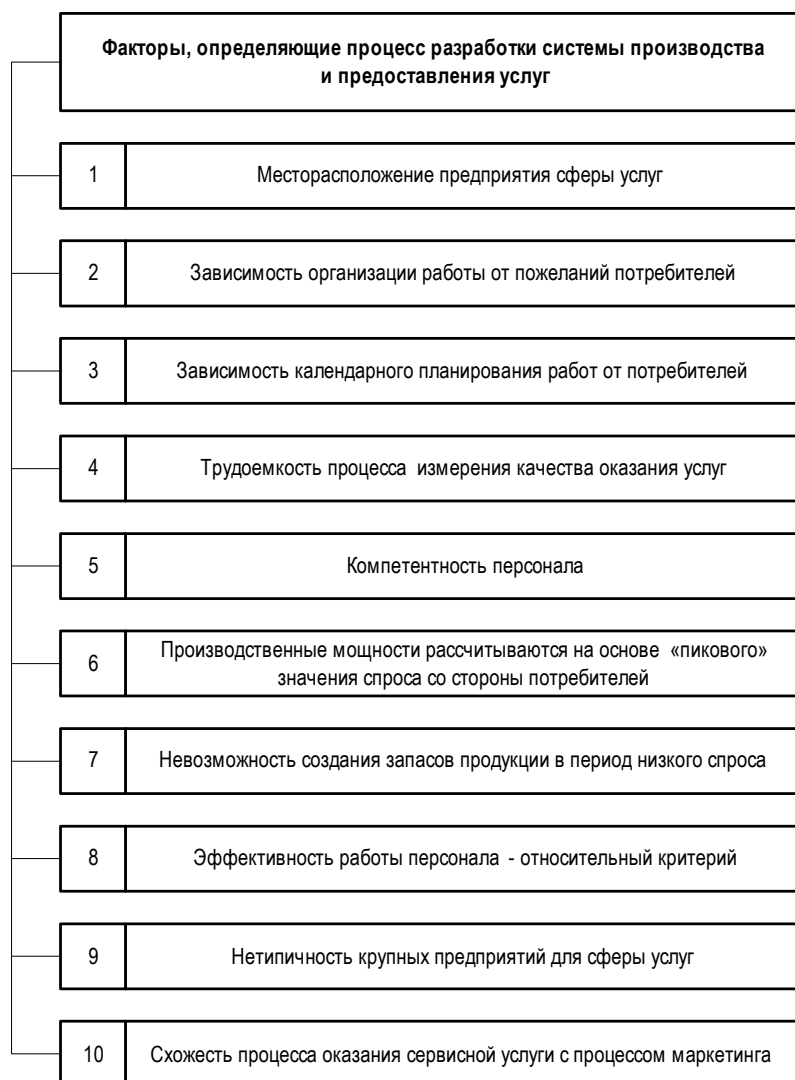 Факторы, определяющие процесс разработки системы производства
и предоставления услуг
1 Месторасположение предприятия сферы услуг
2 Зависимость организации работы от пожеланий потребителей
3 Зависимость календарного планирования работ от потребителей
4 Трудоемкость процесса измерения качества оказания услуг
5 Компетентность персонала
6 Производственные мощности рассчитываются на основе «пикового»
значения спроса со стороны потребителей
7 Невозможность создания запасов продукции в период низкого спроса
8 Эффективность работы персонала - относительный критерий
9 Нетипичность крупных предприятий для сферы услуг
10 Схожесть процесса оказания сервисной услуги с процессом маркетинга